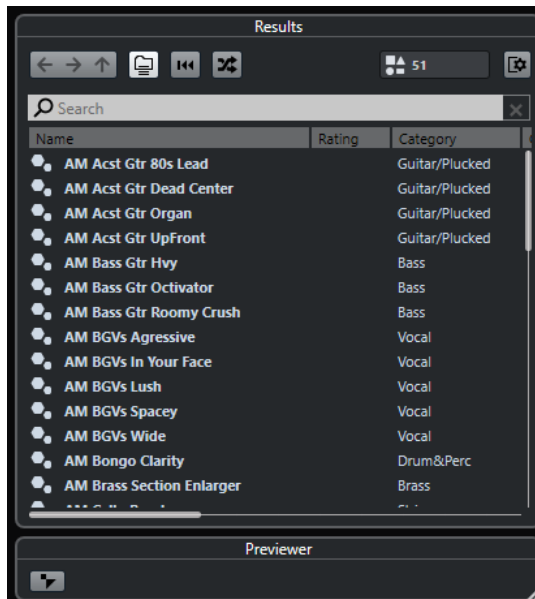 Results
51
Search
Name Rating Category
AM Acst Gtr 80s Lead Guitar/Plucked
AM Acst Gtr Dead Center Guitar/Plucked
AM Acst Gtr Organ Guitar/Plucked
AM Acst Gtr UpFront Guitar/Plucked
AM Bass Gtr Hvy Bass
AM Bass Gtr Octivator Bass
AM Bass Gtr Roomy Crush Bass
AM BGVs Agressive Vocal
AM BGVs In Your Face Vocal
AM BGVs Lush Vocal
AM BGVs Spacey Vocal
AM BGVs Wide Vocal
AM Bongo Clarity Drum&Perc
AM Brass Section Enlarger Brass
Previewer